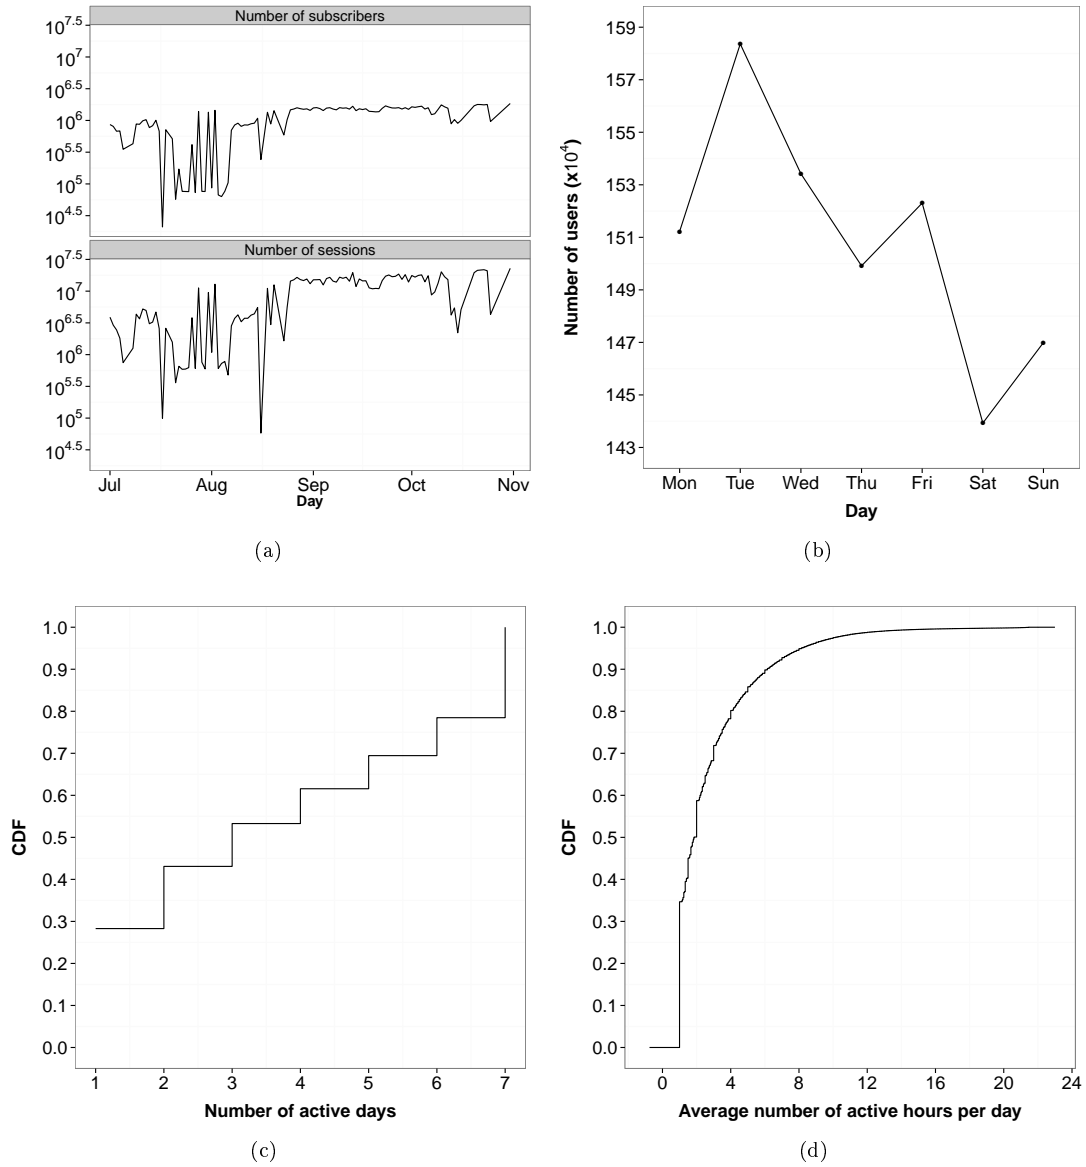 Number of subscribers
10^7.5
10^7
10^6.5
10^6
10^5.5
10^5
10^4.5
Number of sessions
10^7.5
10^7
10^6.5
10^6
10^5.5
10^5
10^4.5
Jul Aug Sep Oct Nov
Day
(a)
Number of users (x10^4)
159
157
155
153
151
149
147
145
143
Mon Tue Wed Thu Fri Sat Sun
Day
(b)
CDF
1.0
0.9
0.8
0.7
0.6
0.5
0.4
0.3
0.2
0.1
0.0
1 2 3 4 5 6 7
Number of active days
(c)
CDF
1.0
0.9
0.8
0.7
0.6
0.5
0.4
0.3
0.2
0.1
0.0
0 4 8 12 16 20 24
Average number of active hours per day
(d)